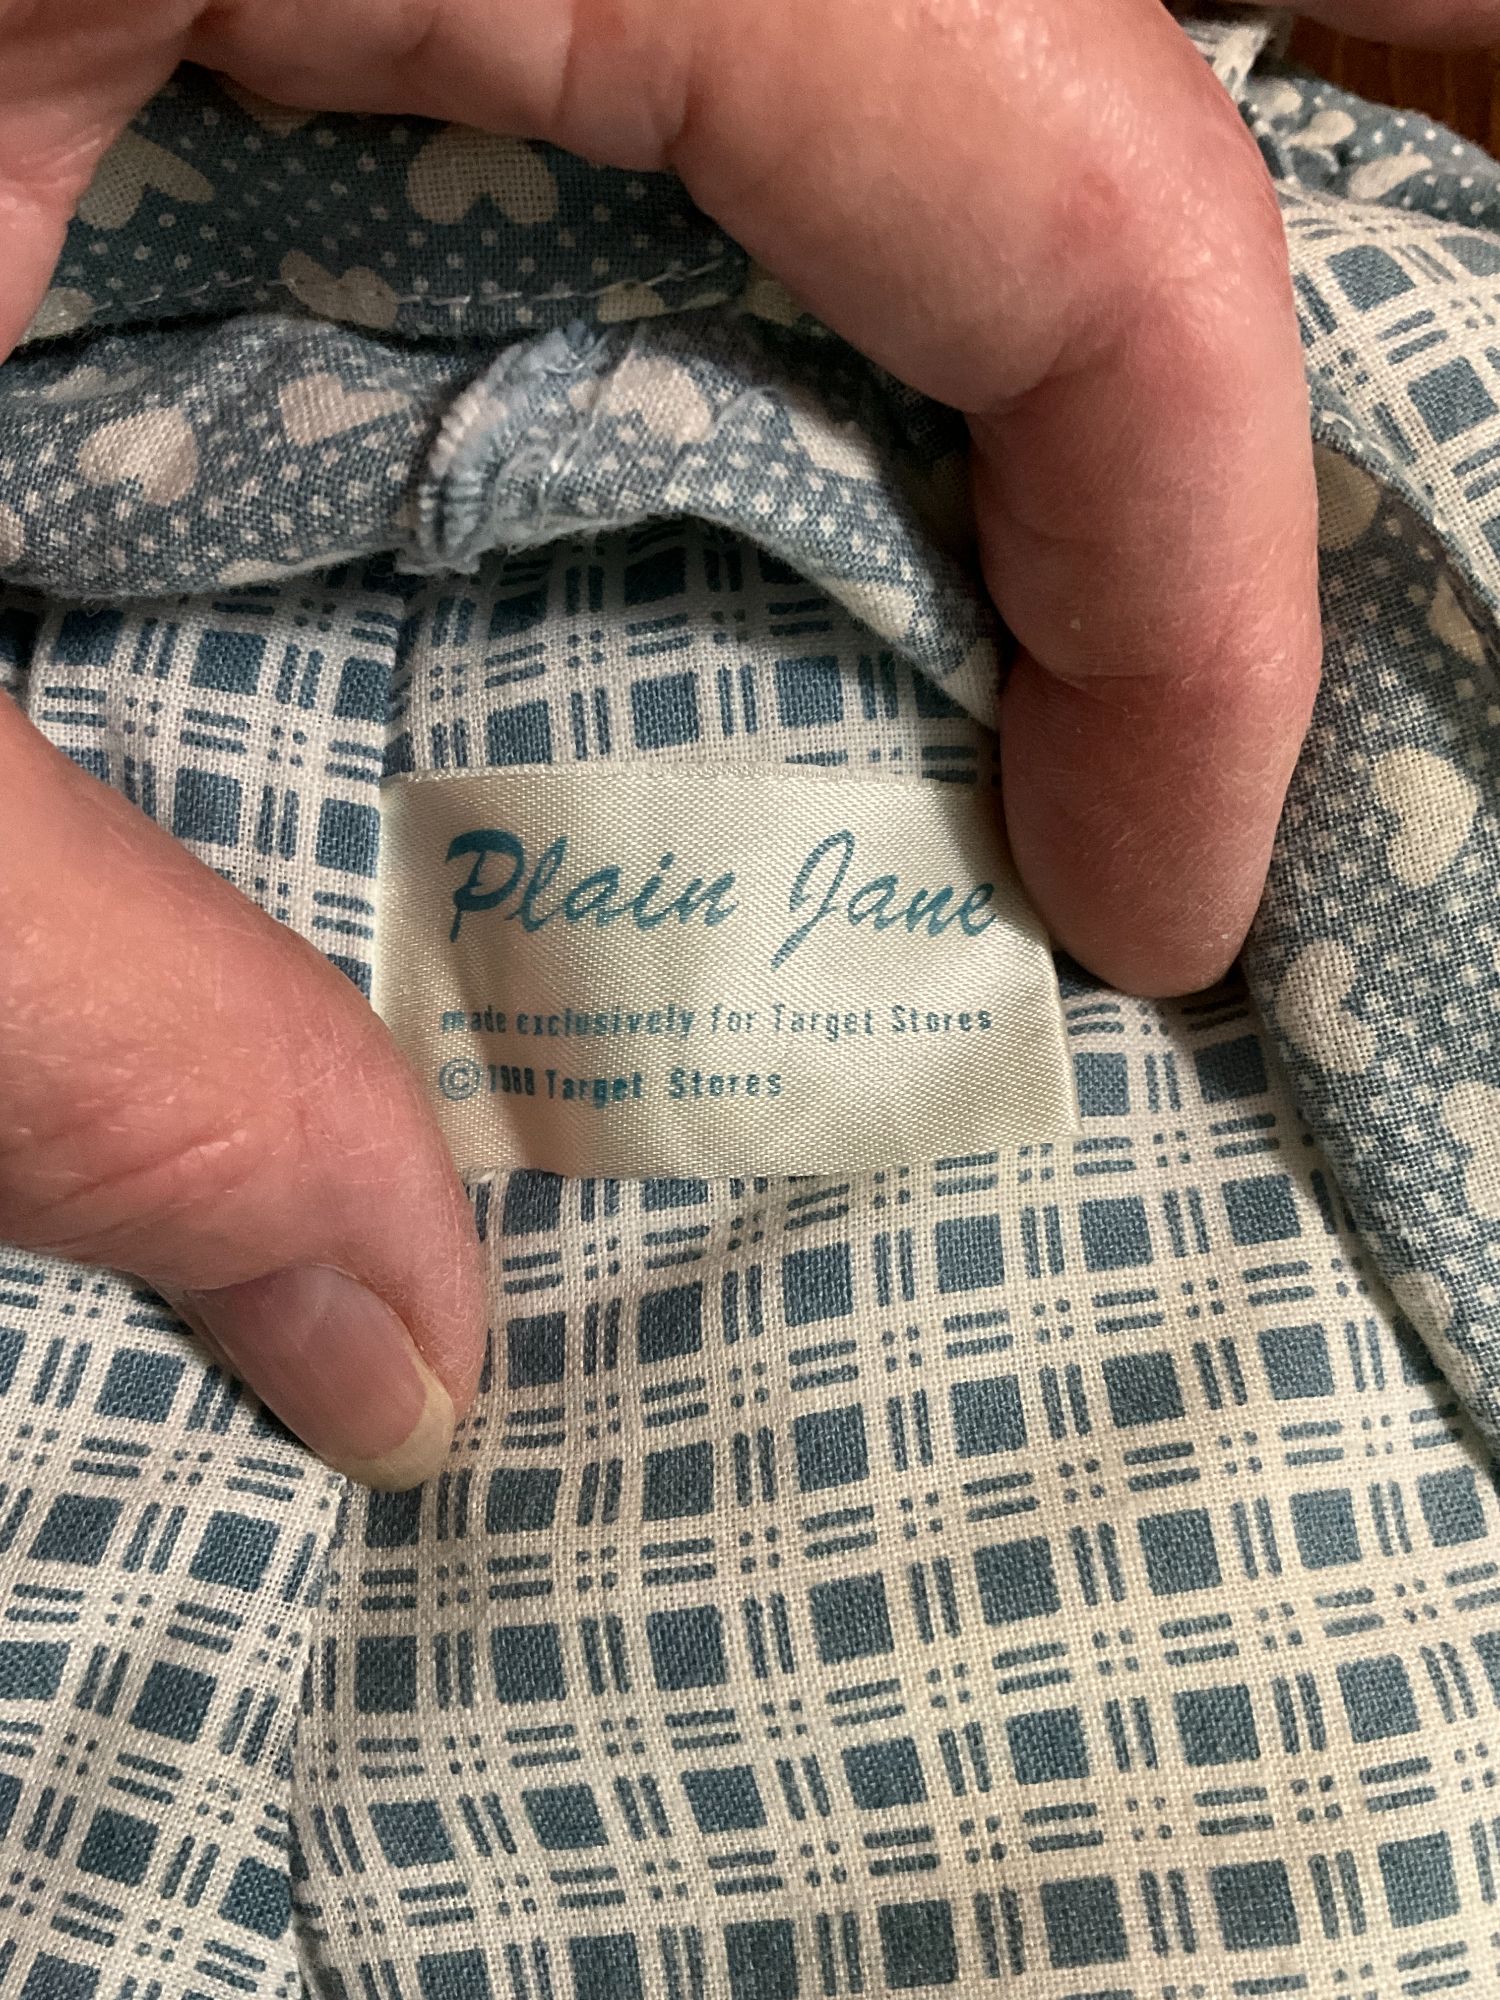 Plain Jane
made exclusively for Target Stores
© 1988 Target Stores